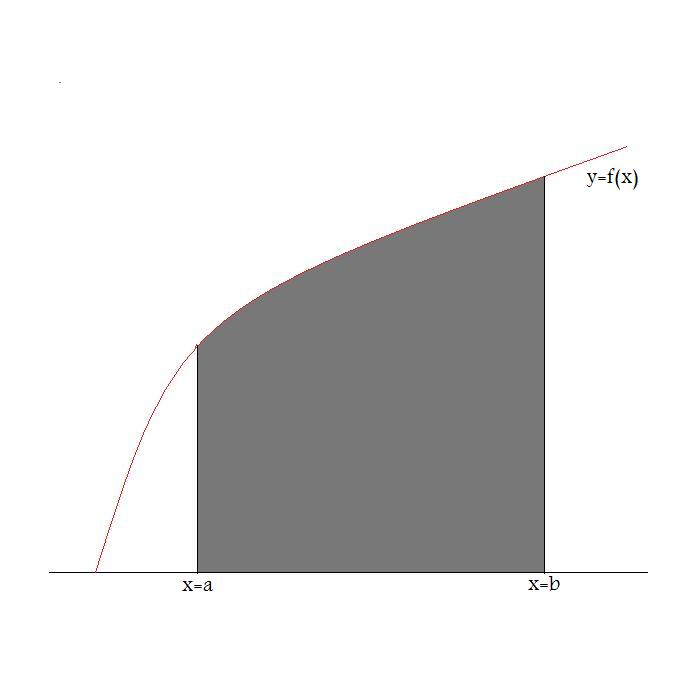 y=f(x)
x=a
x=b